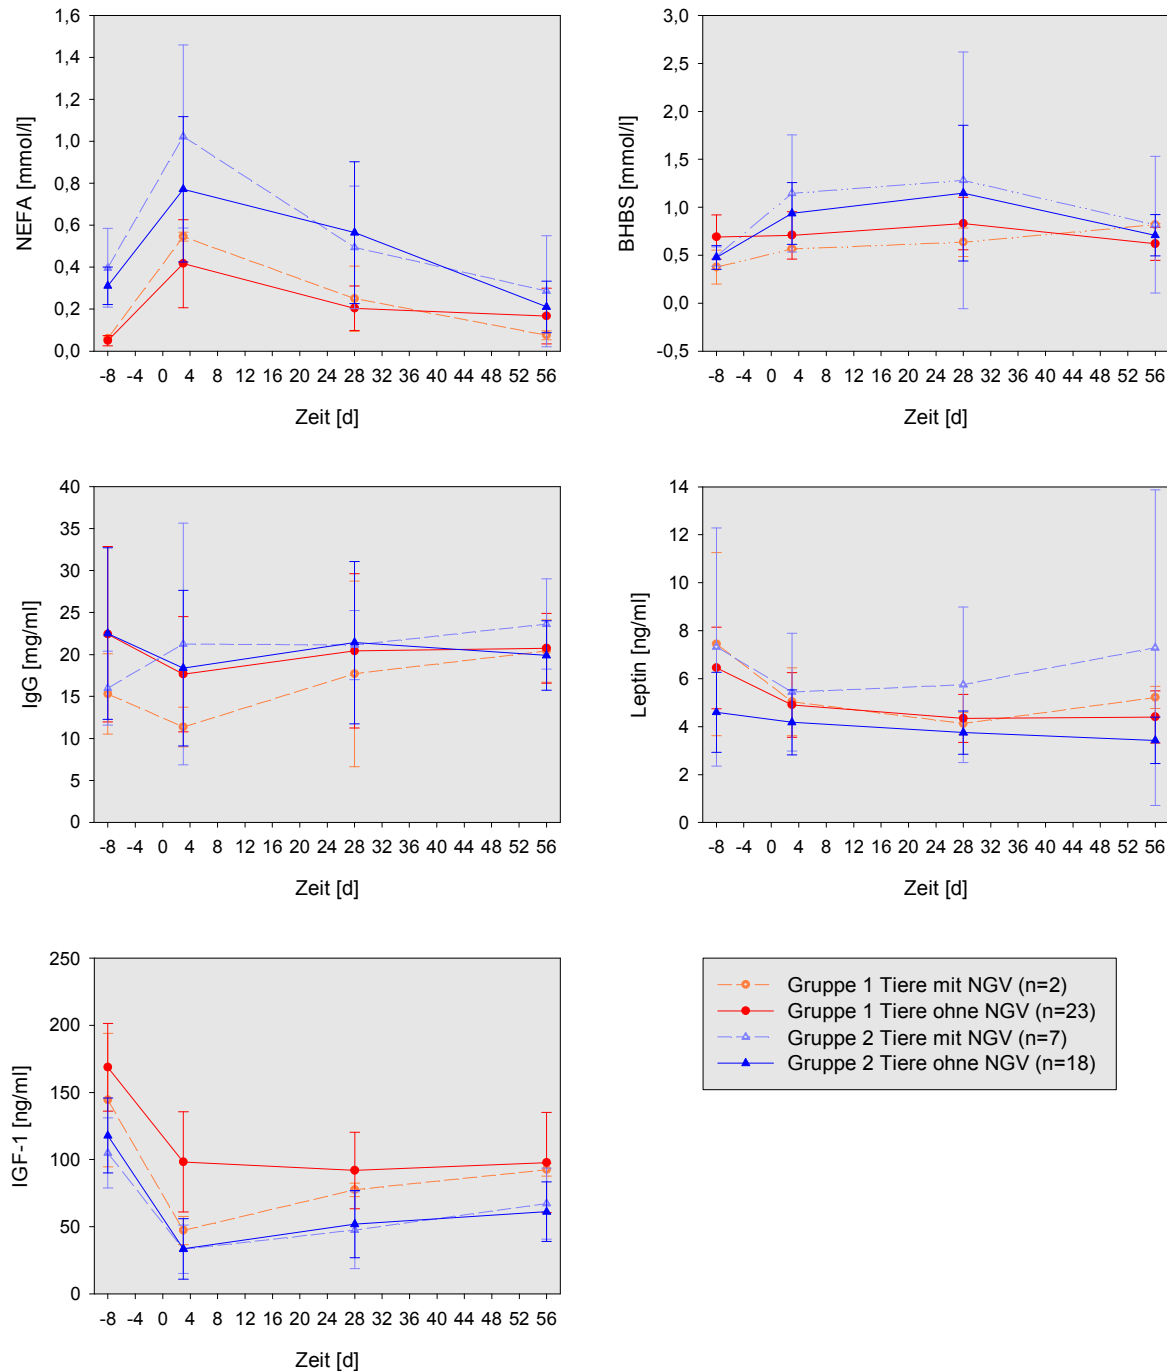 NEFA [mmol/l]
1,6
1,4
1,2
1,0
0,8
0,6
0,4
0,2
0,0
-8 -4 0 4 8 12 16 20 24 28 32 36 40 44 48 52 56
Zeit [d]
BHBS [mmol/l]
3,0
2,5
2,0
1,5
1,0
0,5
0,0
-0,5
-8 -4 0 4 8 12 16 20 24 28 32 36 40 44 48 52 56
Zeit [d]
IgG [mg/ml]
40
35
30
25
20
15
10
5
0
-8 -4 0 4 8 12 16 20 24 28 32 36 40 44 48 52 56
Zeit [d]
Leptin [ng/ml]
14
12
10
8
6
4
2
0
-8 -4 0 4 8 12 16 20 24 28 32 36 40 44 48 52 56
Zeit [d]
IGF-1 [ng/ml]
250
200
150
100
50
0
-8 -4 0 4 8 12 16 20 24 28 32 36 40 44 48 52 56
Zeit [d]
Gruppe 1 Tiere mit NGV (n=2)
Gruppe 1 Tiere ohne NGV (n=23)
Gruppe 2 Tiere mit NGV (n=7)
Gruppe 2 Tiere ohne NGV (n=18)